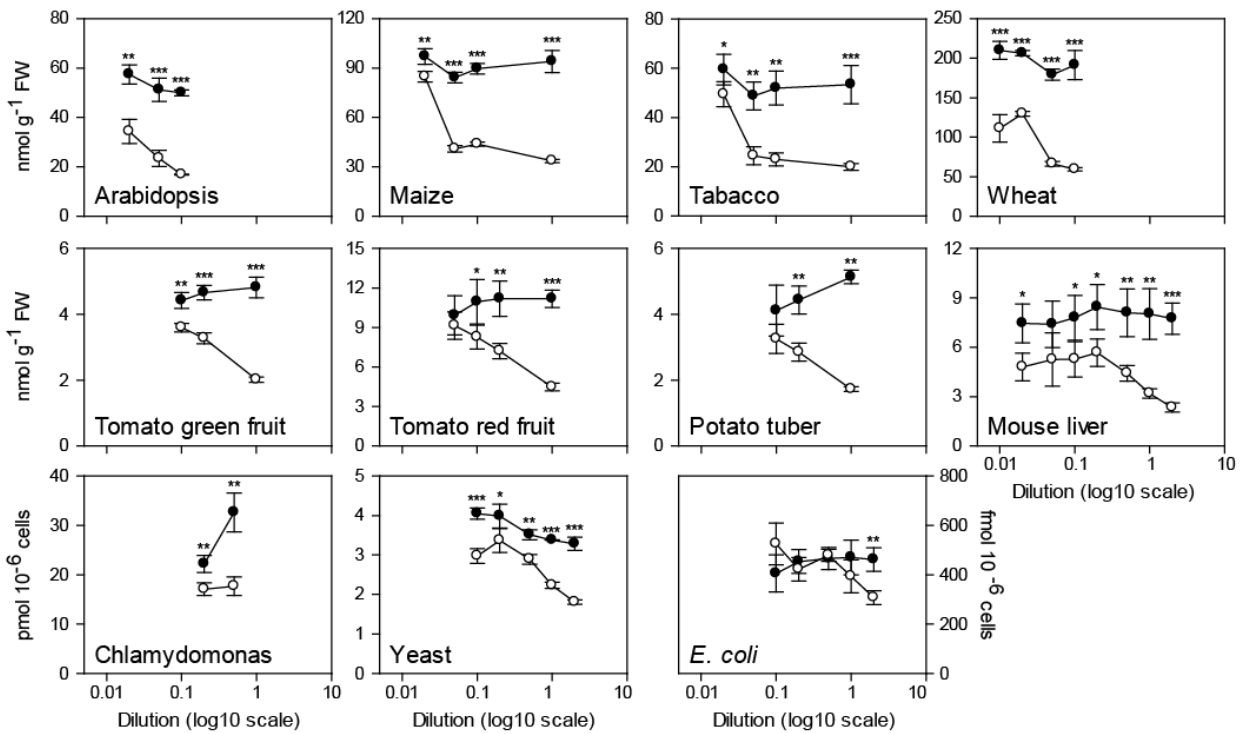 nmol g⁻¹ FW
80
60
40
20
0
** *** ***
Arabidopsis
120
90
60
30
0
** *** *** ***
Maize
80
60
40
20
0
* ** ** ***
Tabacco
250
200
150
100
50
0
*** *** *** ***
Wheat
nmol g⁻¹ FW
6
4
2
0
** *** ***
Tomato green fruit
15
12
9
6
3
0
* ** ***
Tomato red fruit
6
4
2
0
** **
Potato tuber
12
9
6
3
0
* * * ** ** ***
Mouse liver
0.01 0.1 1 10
Dilution (log10 scale)
pmol 10⁻⁶ cells
40
30
20
10
0
** **
Chlamydomonas
0.01 0.1 1 10
Dilution (log10 scale)
5
4
3
2
1
0
*** * ** *** ***
Yeast
0.01 0.1 1 10
Dilution (log10 scale)
**
E. coli
800
600
400
200
0
fmol 10 ⁻⁶ cells
0.01 0.1 1 10
Dilution (log10 scale)